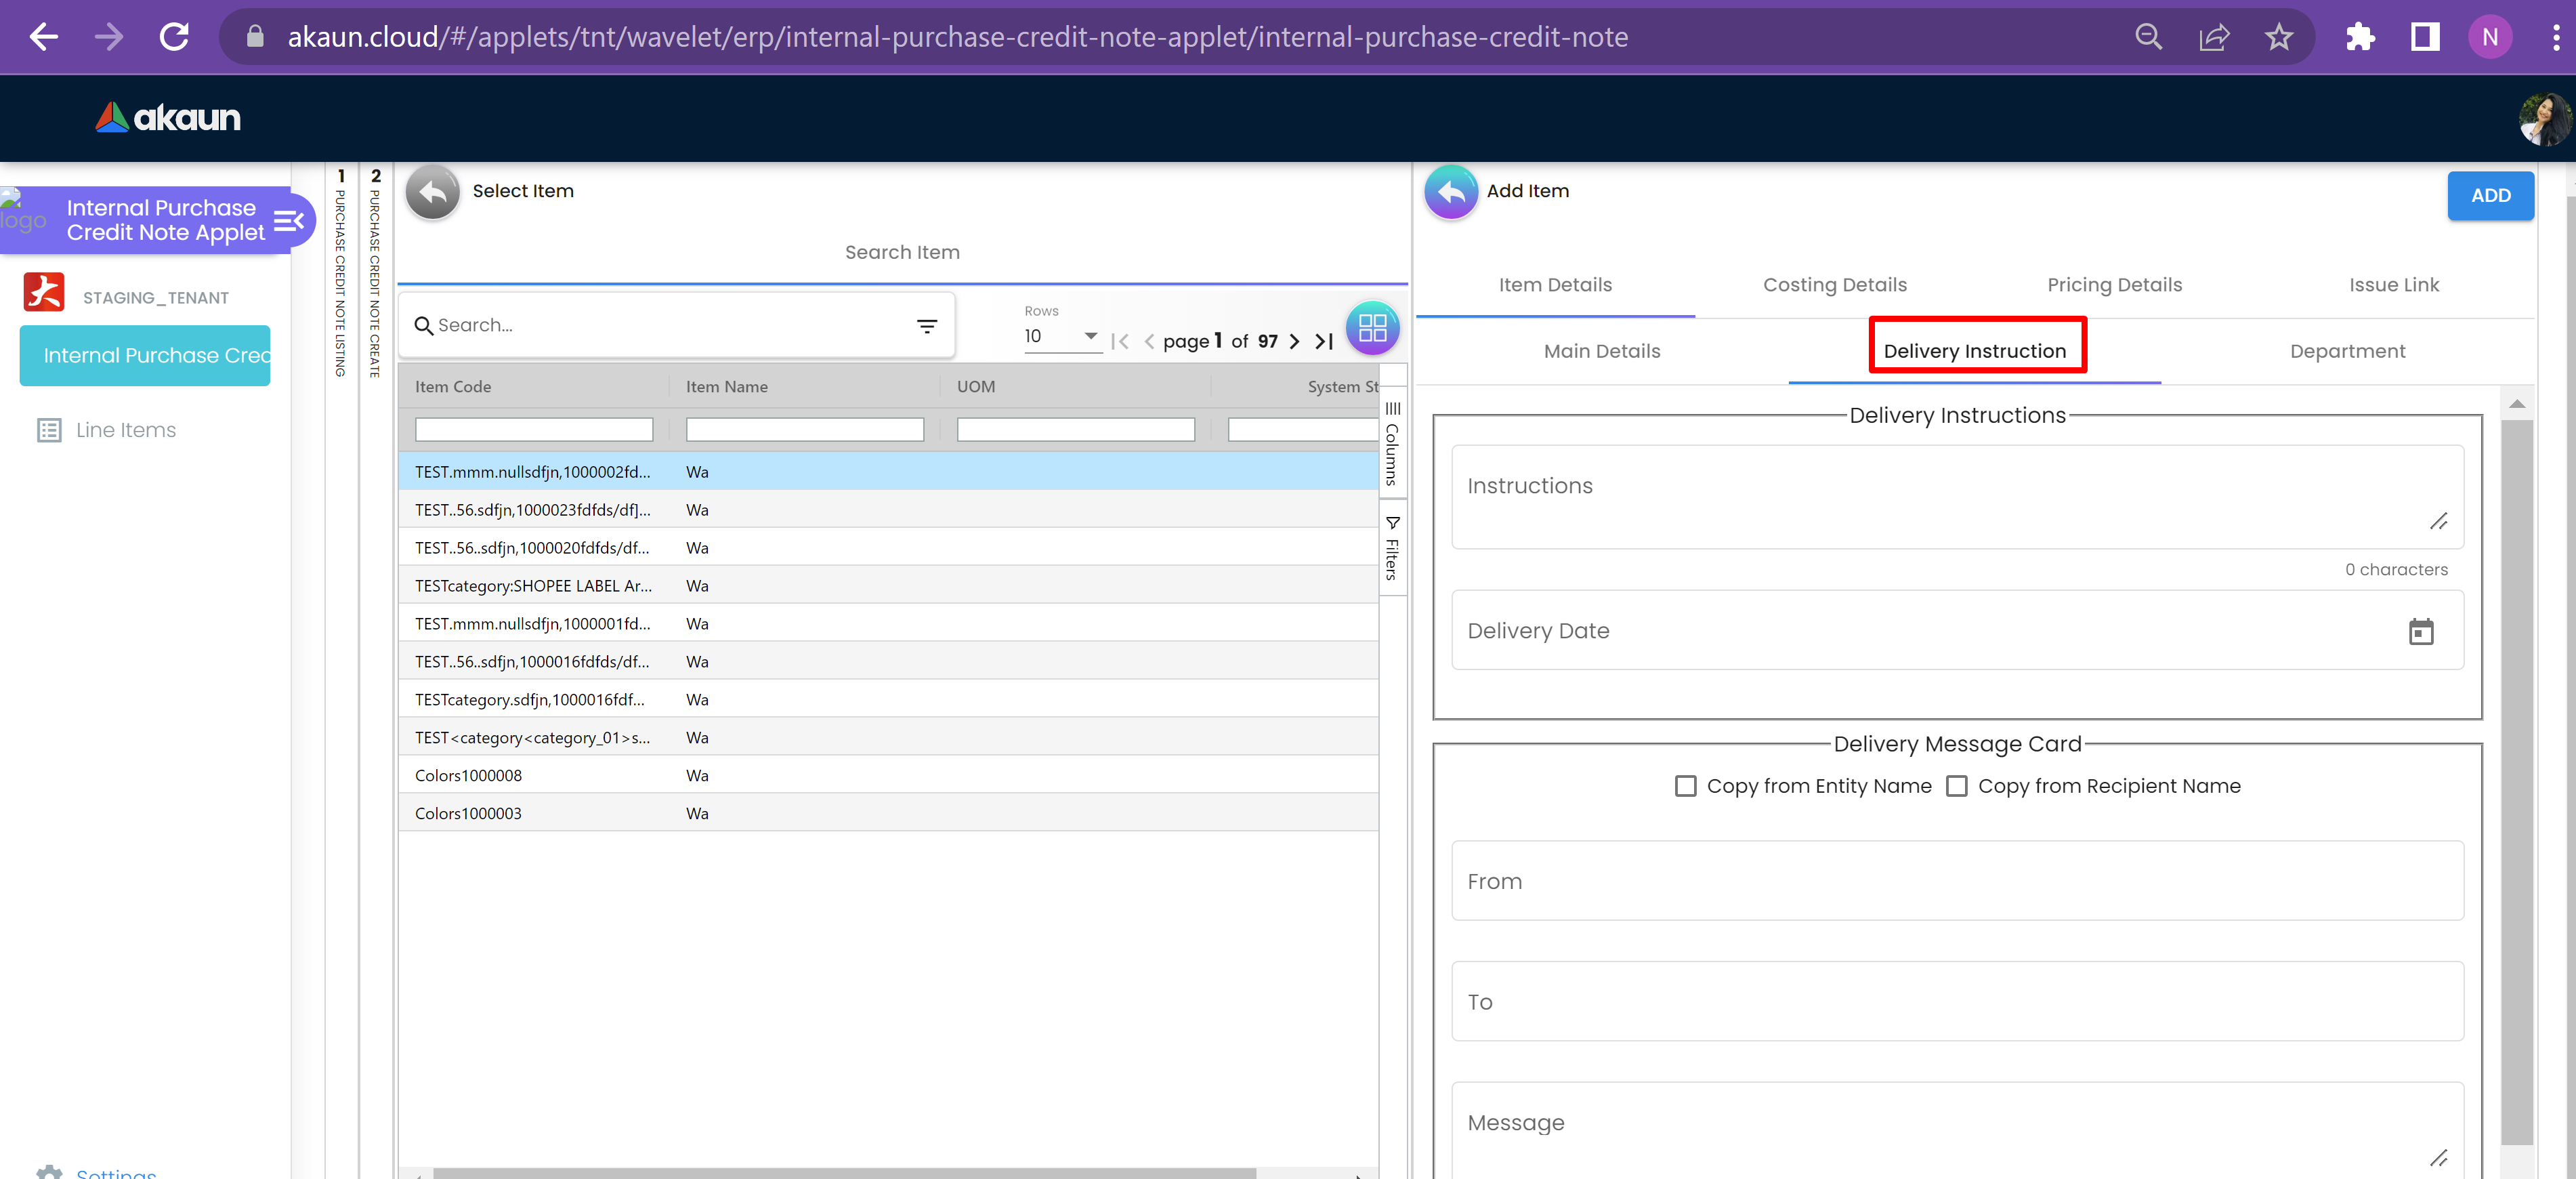 akaun.cloud/#/applets/tnt/wavelet/erp/internal-purchase-credit-note-applet/internal-purchase-credit-note
N
akaun
logo
Internal Purchase
Credit Note Applet
STAGING_TENANT
Internal Purchase Cred
Line Items
Settings
1 PURCHASE CREDIT NOTE LISTING
2 PURCHASE CREDIT NOTE CREATE
Select Item
Search Item
Search...
Rows
10
page 1 of 97
Item Code Item Name UOM System St
TEST.mmm.nullsdfjn,1000002fd... Wa
TEST..56.sdfjn,1000023fdfds/df]... Wa
TEST..56..sdfjn,1000020fdfds/df... Wa
TESTcategory:SHOPEE LABEL Ar... Wa
TEST.mmm.nullsdfjn,1000001fd... Wa
TEST..56..sdfjn,1000016fdfds/df... Wa
TESTcategory.sdfjn,1000016fdf... Wa
TEST<category<category_01>s... Wa
Colors1000008 Wa
Colors1000003 Wa
Columns
Filters
Add Item
ADD
Item Details Costing Details Pricing Details Issue Link
Main Details Delivery Instruction Department
Delivery Instructions
Instructions
0 characters
Delivery Date
Delivery Message Card
Copy from Entity Name Copy from Recipient Name
From
To
Message